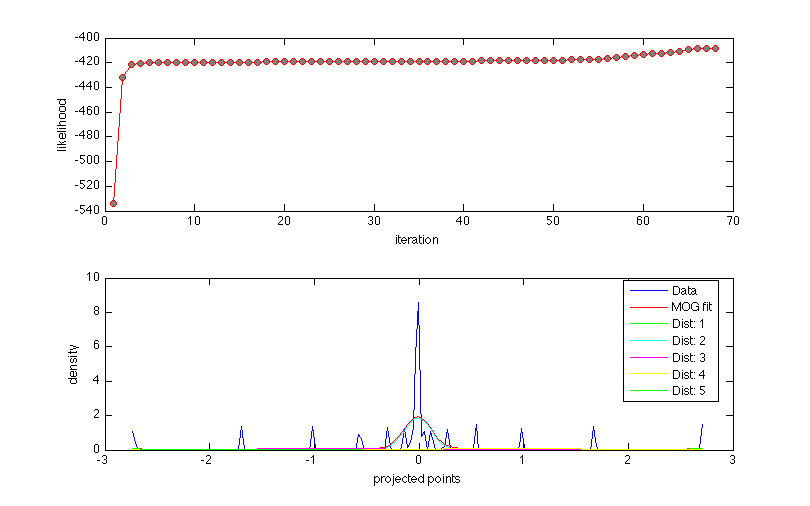 -400
-420
-440
-460
-480
-500
-520
-540
likelihood
0 10 20 30 40 50 60 70
iteration
10
8
6
4
2
0
density
Data
MOG fit
Dist: 1
Dist: 2
Dist: 3
Dist: 4
Dist: 5
-3 -2 -1 0 1 2 3
projected points